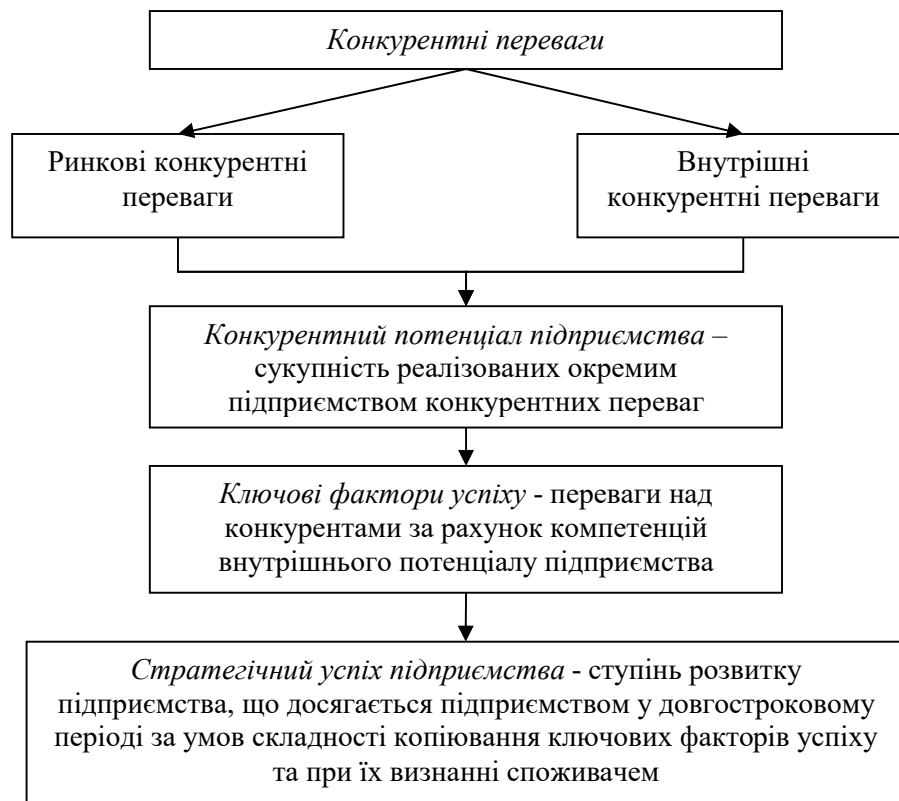 Конкурентні переваги
Ринкові конкурентні
переваги
Внутрішні
конкурентні переваги
Конкурентний потенціал підприємства –
сукупність реалізованих окремим
підприємством конкурентних переваг
Ключові фактори успіху - переваги над
конкурентами за рахунок компетенцій
внутрішнього потенціалу підприємства
Стратегічний успіх підприємства - ступінь розвитку
підприємства, що досягається підприємством у довгостроковому
періоді за умов складності копіювання ключових факторів успіху
та при їх визнанні споживачем